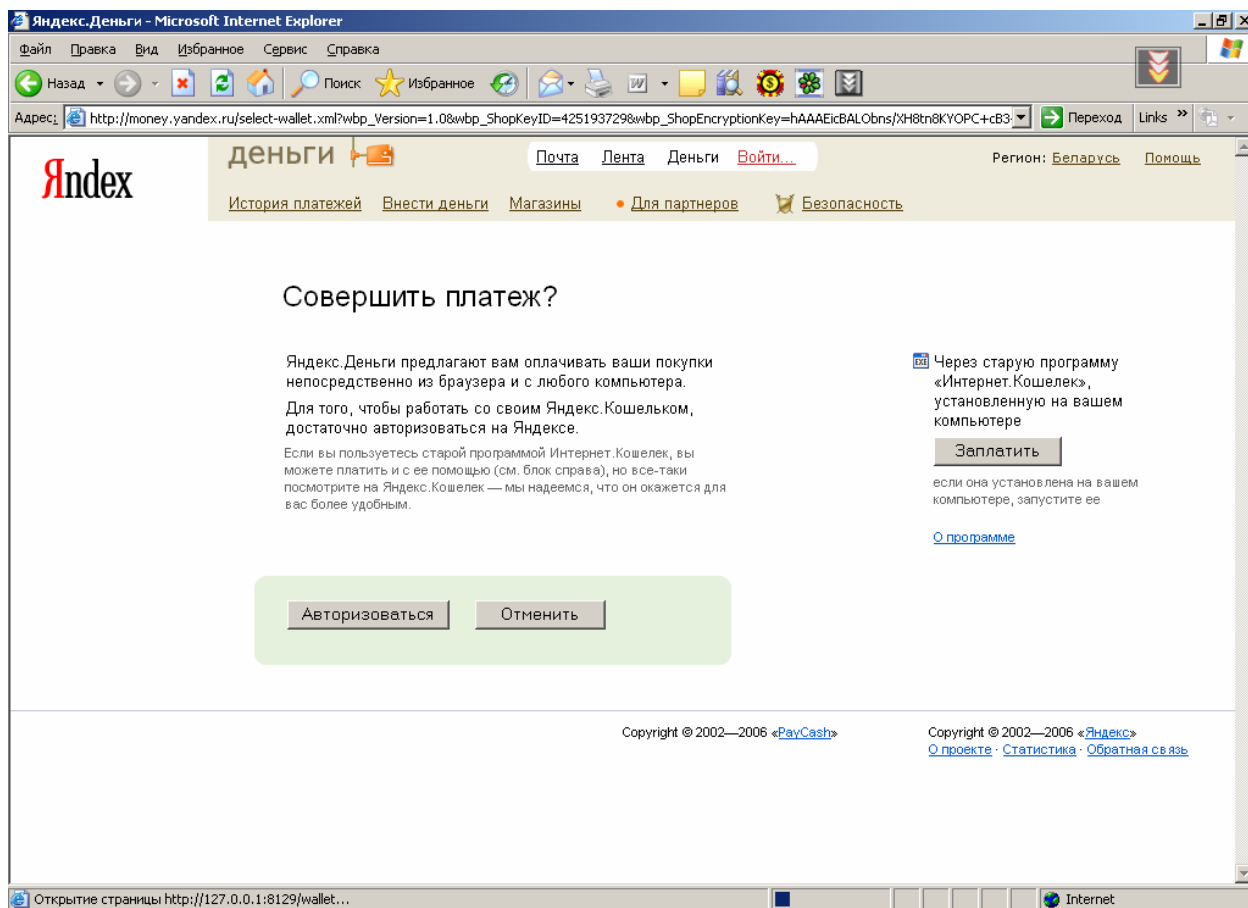 Яндекс.Деньги - Microsoft Internet Explorer
Файл Правка Вид Избранное Сервис Справка
Назад Поиск Избранное
Адрес: http://money.yandex.ru/select-wallet.xml?wbp_Version=1.0&wbp_ShopKeyID=425193729&wbp_ShopEncryptionKey=hAAAEicBALObns/XH8tn8KYOPC+cB3 Переход Links »
Яndex
деньги
Почта Лента Деньги Войти...
Регион: Беларусь Помощь
История платежей Внести деньги Магазины • Для партнеров Безопасность
Совершить платеж?
Яндекс.Деньги предлагают вам оплачивать ваши покупки
непосредственно из браузера и с любого компьютера.
Для того, чтобы работать со своим Яндекс.Кошельком,
достаточно авторизоваться на Яндексе.
Если вы пользуетесь старой программой Интернет.Кошелек, вы
можете платить и с ее помощью (см. блок справа), но все-таки
посмотрите на Яндекс.Кошелек — мы надеемся, что он окажется для
вас более удобным.
Авторизоваться Отменить
EXE
Через старую программу
«Интернет.Кошелек»,
установленную на вашем
компьютере
Заплатить
если она установлена на вашем
компьютере, запустите ее
О программе
Copyright © 2002—2006 «PayCash»
Copyright © 2002—2006 «Яндекс»
О проекте · Статистика · Обратная связь
Открытие страницы http://127.0.0.1:8129/wallet...
Internet